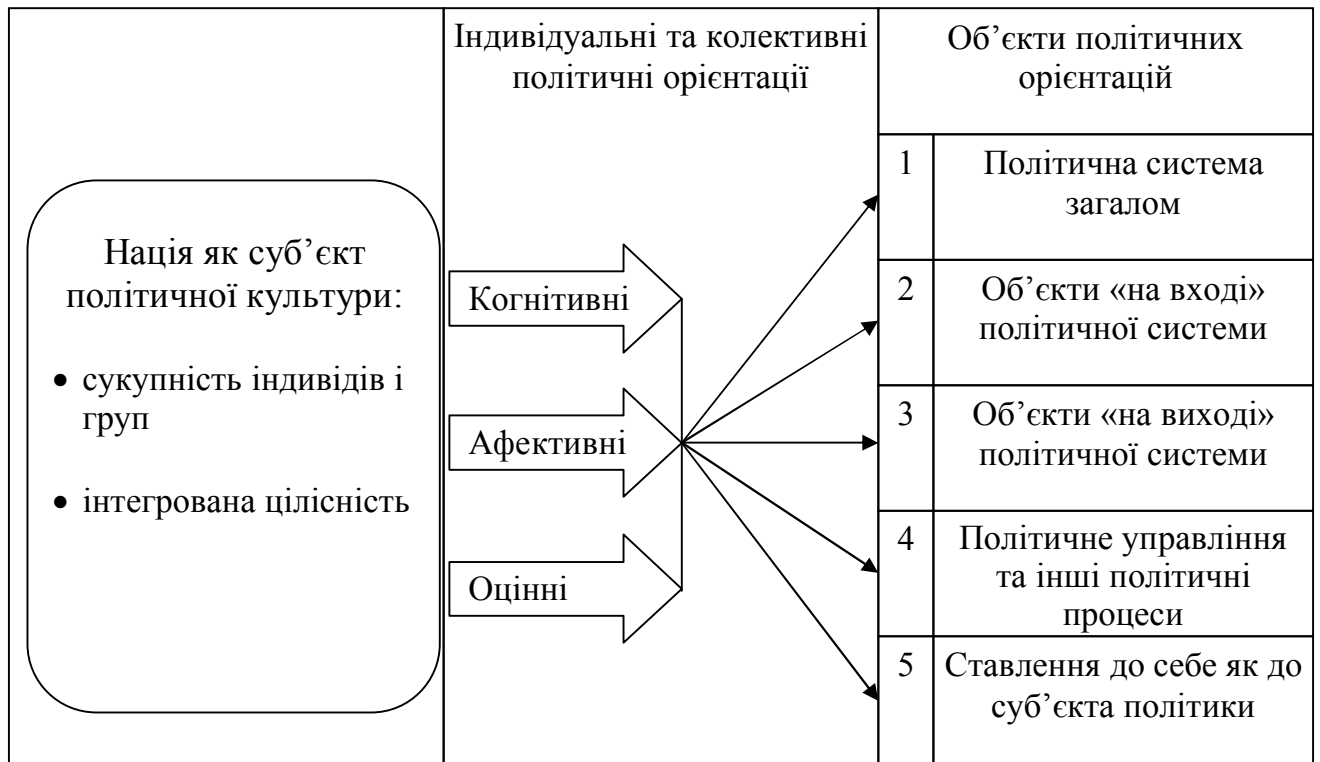 Нація як суб’єкт
політичної культури:
• сукупність індивідів і
груп
• інтегрована цілісність
Індивідуальні та колективні
політичні орієнтації
Когнітивні
Афективні
Оцінні
Об’єкти політичних
орієнтацій
1 Політична система
загалом
2 Об’єкти «на вході»
політичної системи
3 Об’єкти «на виході»
політичної системи
4 Політичне управління
та інші політичні
процеси
5 Ставлення до себе як до
суб’єкта політики